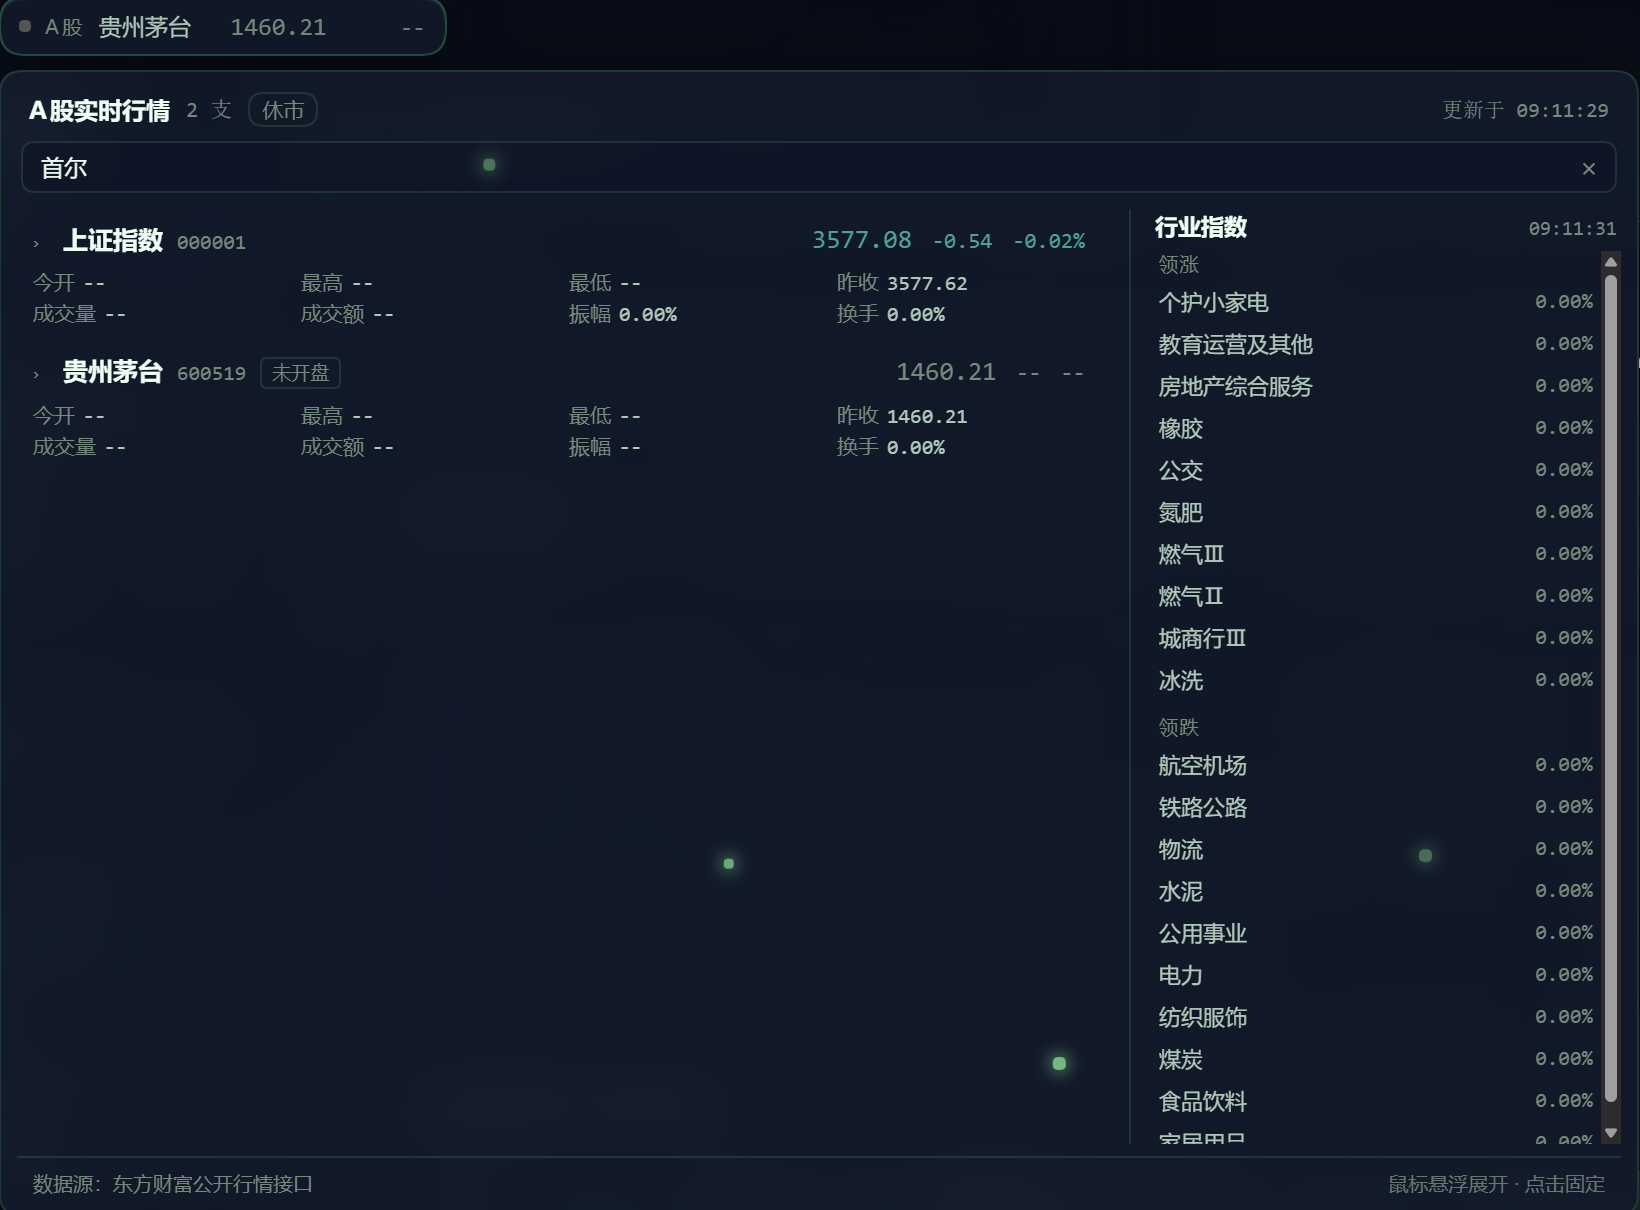 A股 贵州茅台 1460.21 --
A股实时行情 2 支 休市 更新于 09:11:29
首尔 ×
› 上证指数 000001 3577.08 -0.54 -0.02%
今开 -- 最高 -- 最低 -- 昨收 3577.62
成交量 -- 成交额 -- 振幅 0.00% 换手 0.00%
› 贵州茅台 600519 未开盘 1460.21 -- --
今开 -- 最高 -- 最低 -- 昨收 1460.21
成交量 -- 成交额 -- 振幅 -- 换手 0.00%
行业指数 09:11:31
领涨
个护小家电 0.00%
教育运营及其他 0.00%
房地产综合服务 0.00%
橡胶 0.00%
公交 0.00%
氮肥 0.00%
燃气Ⅲ 0.00%
燃气Ⅱ 0.00%
城商行Ⅲ 0.00%
冰洗 0.00%
领跌
航空机场 0.00%
铁路公路 0.00%
物流 0.00%
水泥 0.00%
公用事业 0.00%
电力 0.00%
纺织服饰 0.00%
煤炭 0.00%
食品饮料 0.00%
家居用品 0.00%
数据源：东方财富公开行情接口 鼠标悬浮展开 · 点击固定